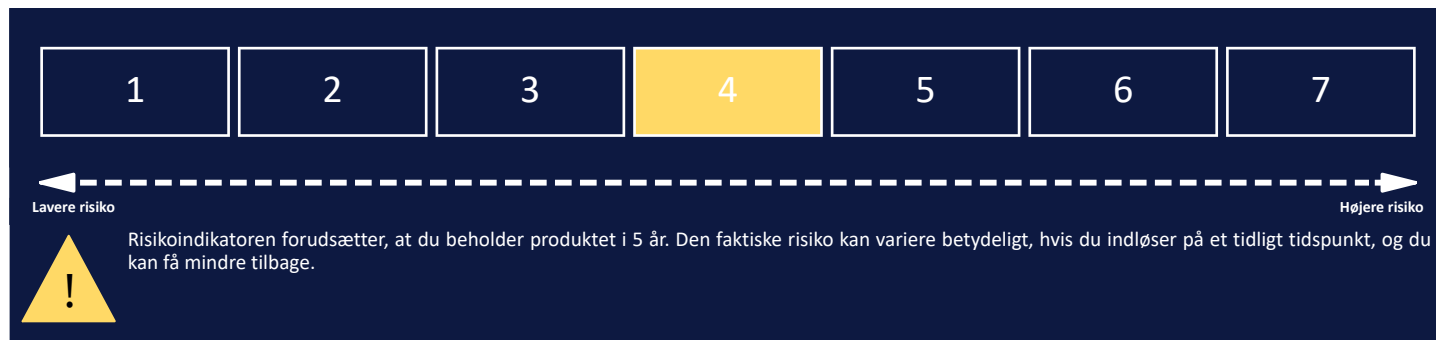 1 2 3 4 5 6 7
Lavere risiko Højere risiko
Risikoindikatoren forudsætter, at du beholder produktet i 5 år. Den faktiske risiko kan variere betydeligt, hvis du indløser på et tidligt tidspunkt, og du
kan få mindre tilbage.
!